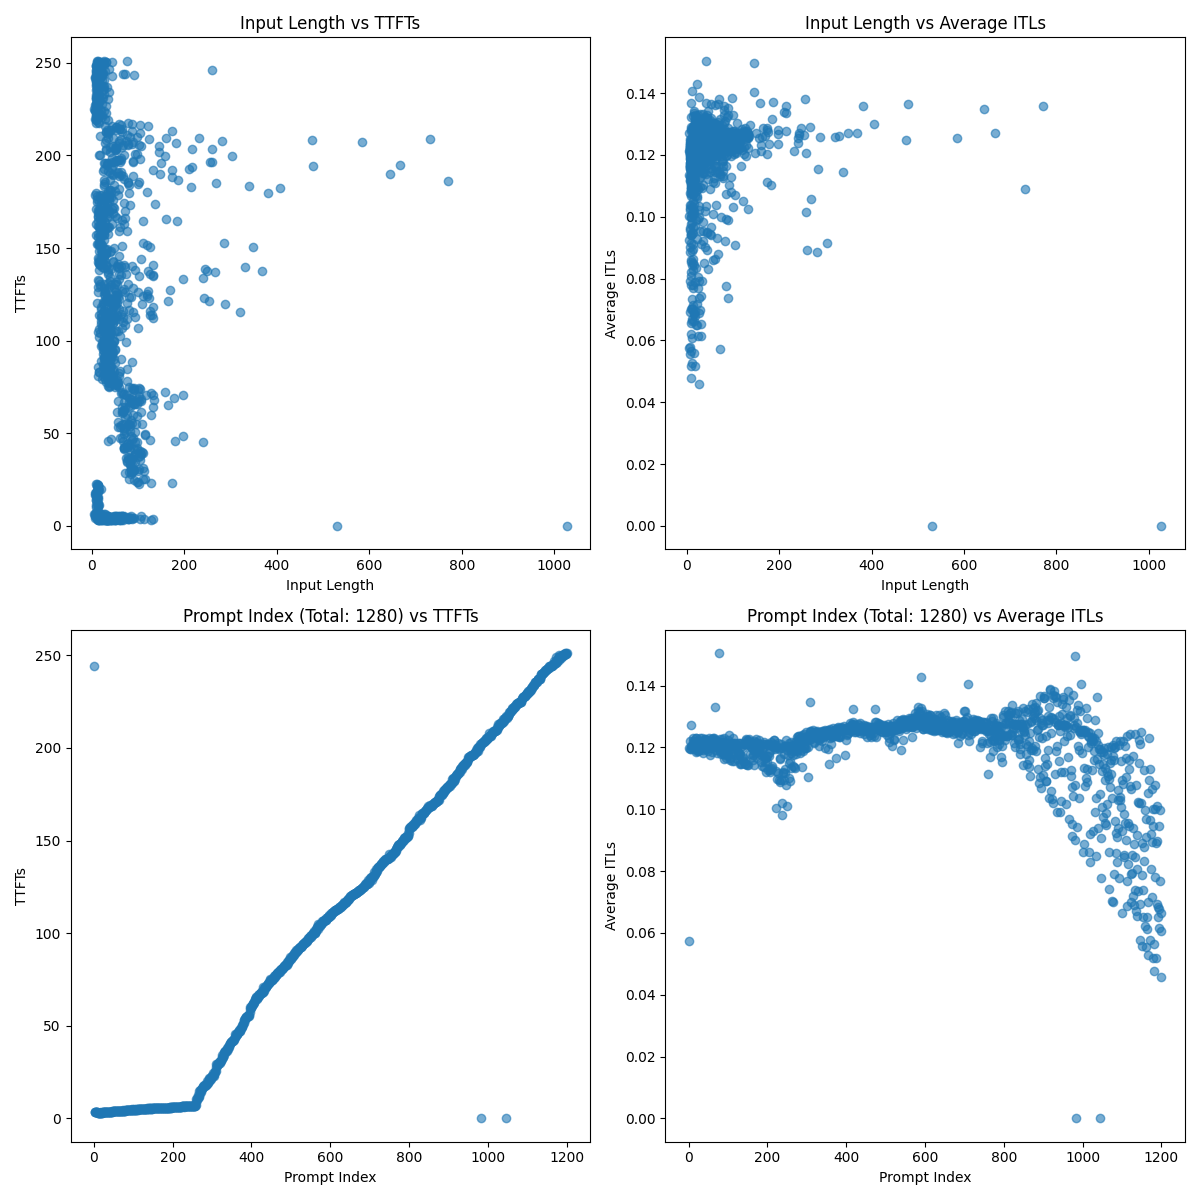 Input Length vs TTFTs
Input Length vs Average ITLs
250
200
150
100
50
0
TTFTs
0 200 400 600 800 1000
Input Length
0.14
0.12
0.10
0.08
0.06
0.04
0.02
0.00
Average ITLs
0 200 400 600 800 1000
Input Length
Prompt Index (Total: 1280) vs TTFTs
Prompt Index (Total: 1280) vs Average ITLs
250
200
150
100
50
0
TTFTs
0 200 400 600 800 1000 1200
Prompt Index
0.14
0.12
0.10
0.08
0.06
0.04
0.02
0.00
Average ITLs
0 200 400 600 800 1000 1200
Prompt Index